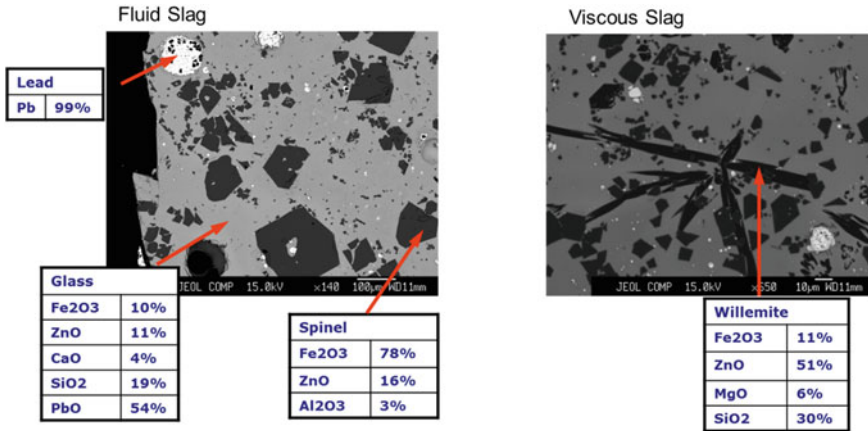 Fluid Slag
Viscous Slag
Lead
Pb 99%
JEOL COMP 15.0kV ×140 100µm WD11mm
JEOL COMP 15.0kV 10µm WD11mm
Glass
Fe2O3 10%
ZnO 11%
CaO 4%
SiO2 19%
PbO 54%
Spinel
Fe2O3 78%
ZnO 16%
Al2O3 3%
Willemite
Fe2O3 11%
ZnO 51%
MgO 6%
SiO2 30%